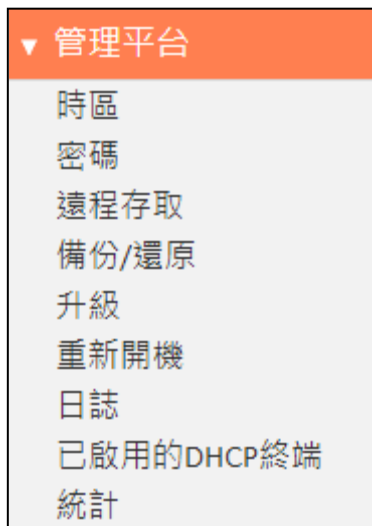 ▼ 管理平台
時區
密碼
遠程存取
備份/還原
升級
重新開機
日誌
已啟用的DHCP終端
統計